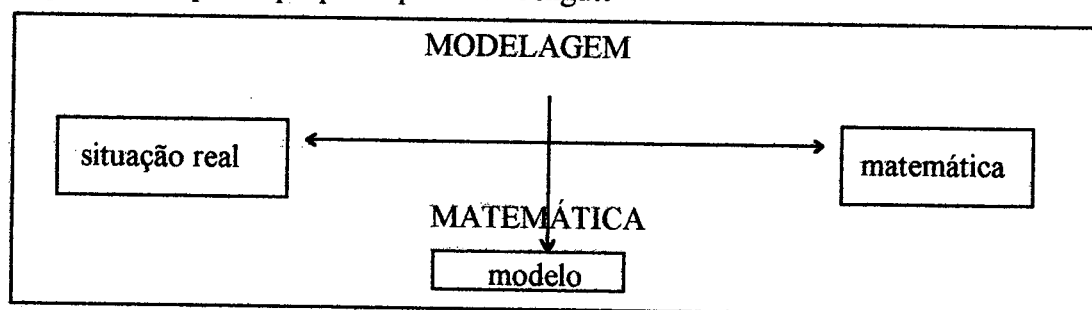 MODELAGEM
situação real
matemática
MATEMÁTICA
modelo